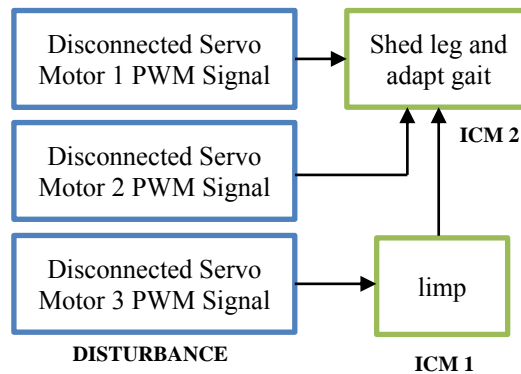 Disconnected Servo
Motor 1 PWM Signal
Shed leg and
adapt gait
ICM 2
Disconnected Servo
Motor 2 PWM Signal
Disconnected Servo
Motor 3 PWM Signal
limp
DISTURBANCE
ICM 1